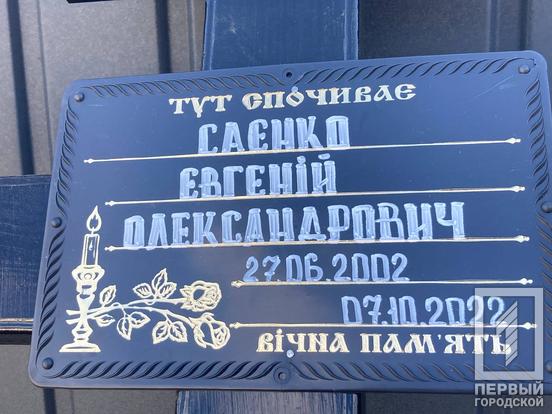 ТУТ СПОЧИВАЄ
САЄНКО
ЄВГЕНІЙ
ОЛЕКСАНДРОВИЧ
27.06.2002
07.10.2022
ВІЧНА ПАМ'ЯТЬ
ПЕРВЫЙ
ГОРОДСКОЙ